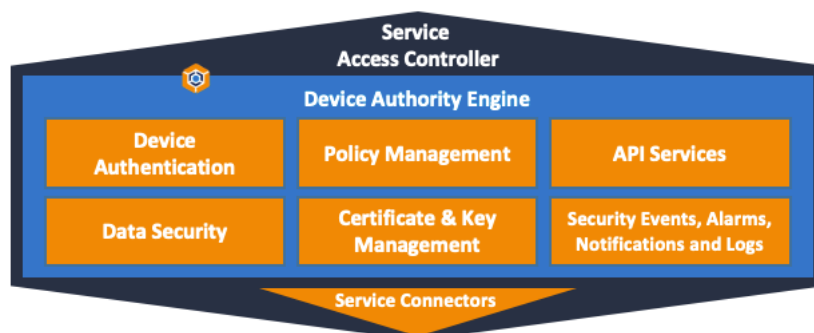 Service
Access Controller
Device Authority Engine
Device
Authentication
Policy Management
API Services
Data Security
Certificate & Key
Management
Security Events, Alarms,
Notifications and Logs
Service Connectors